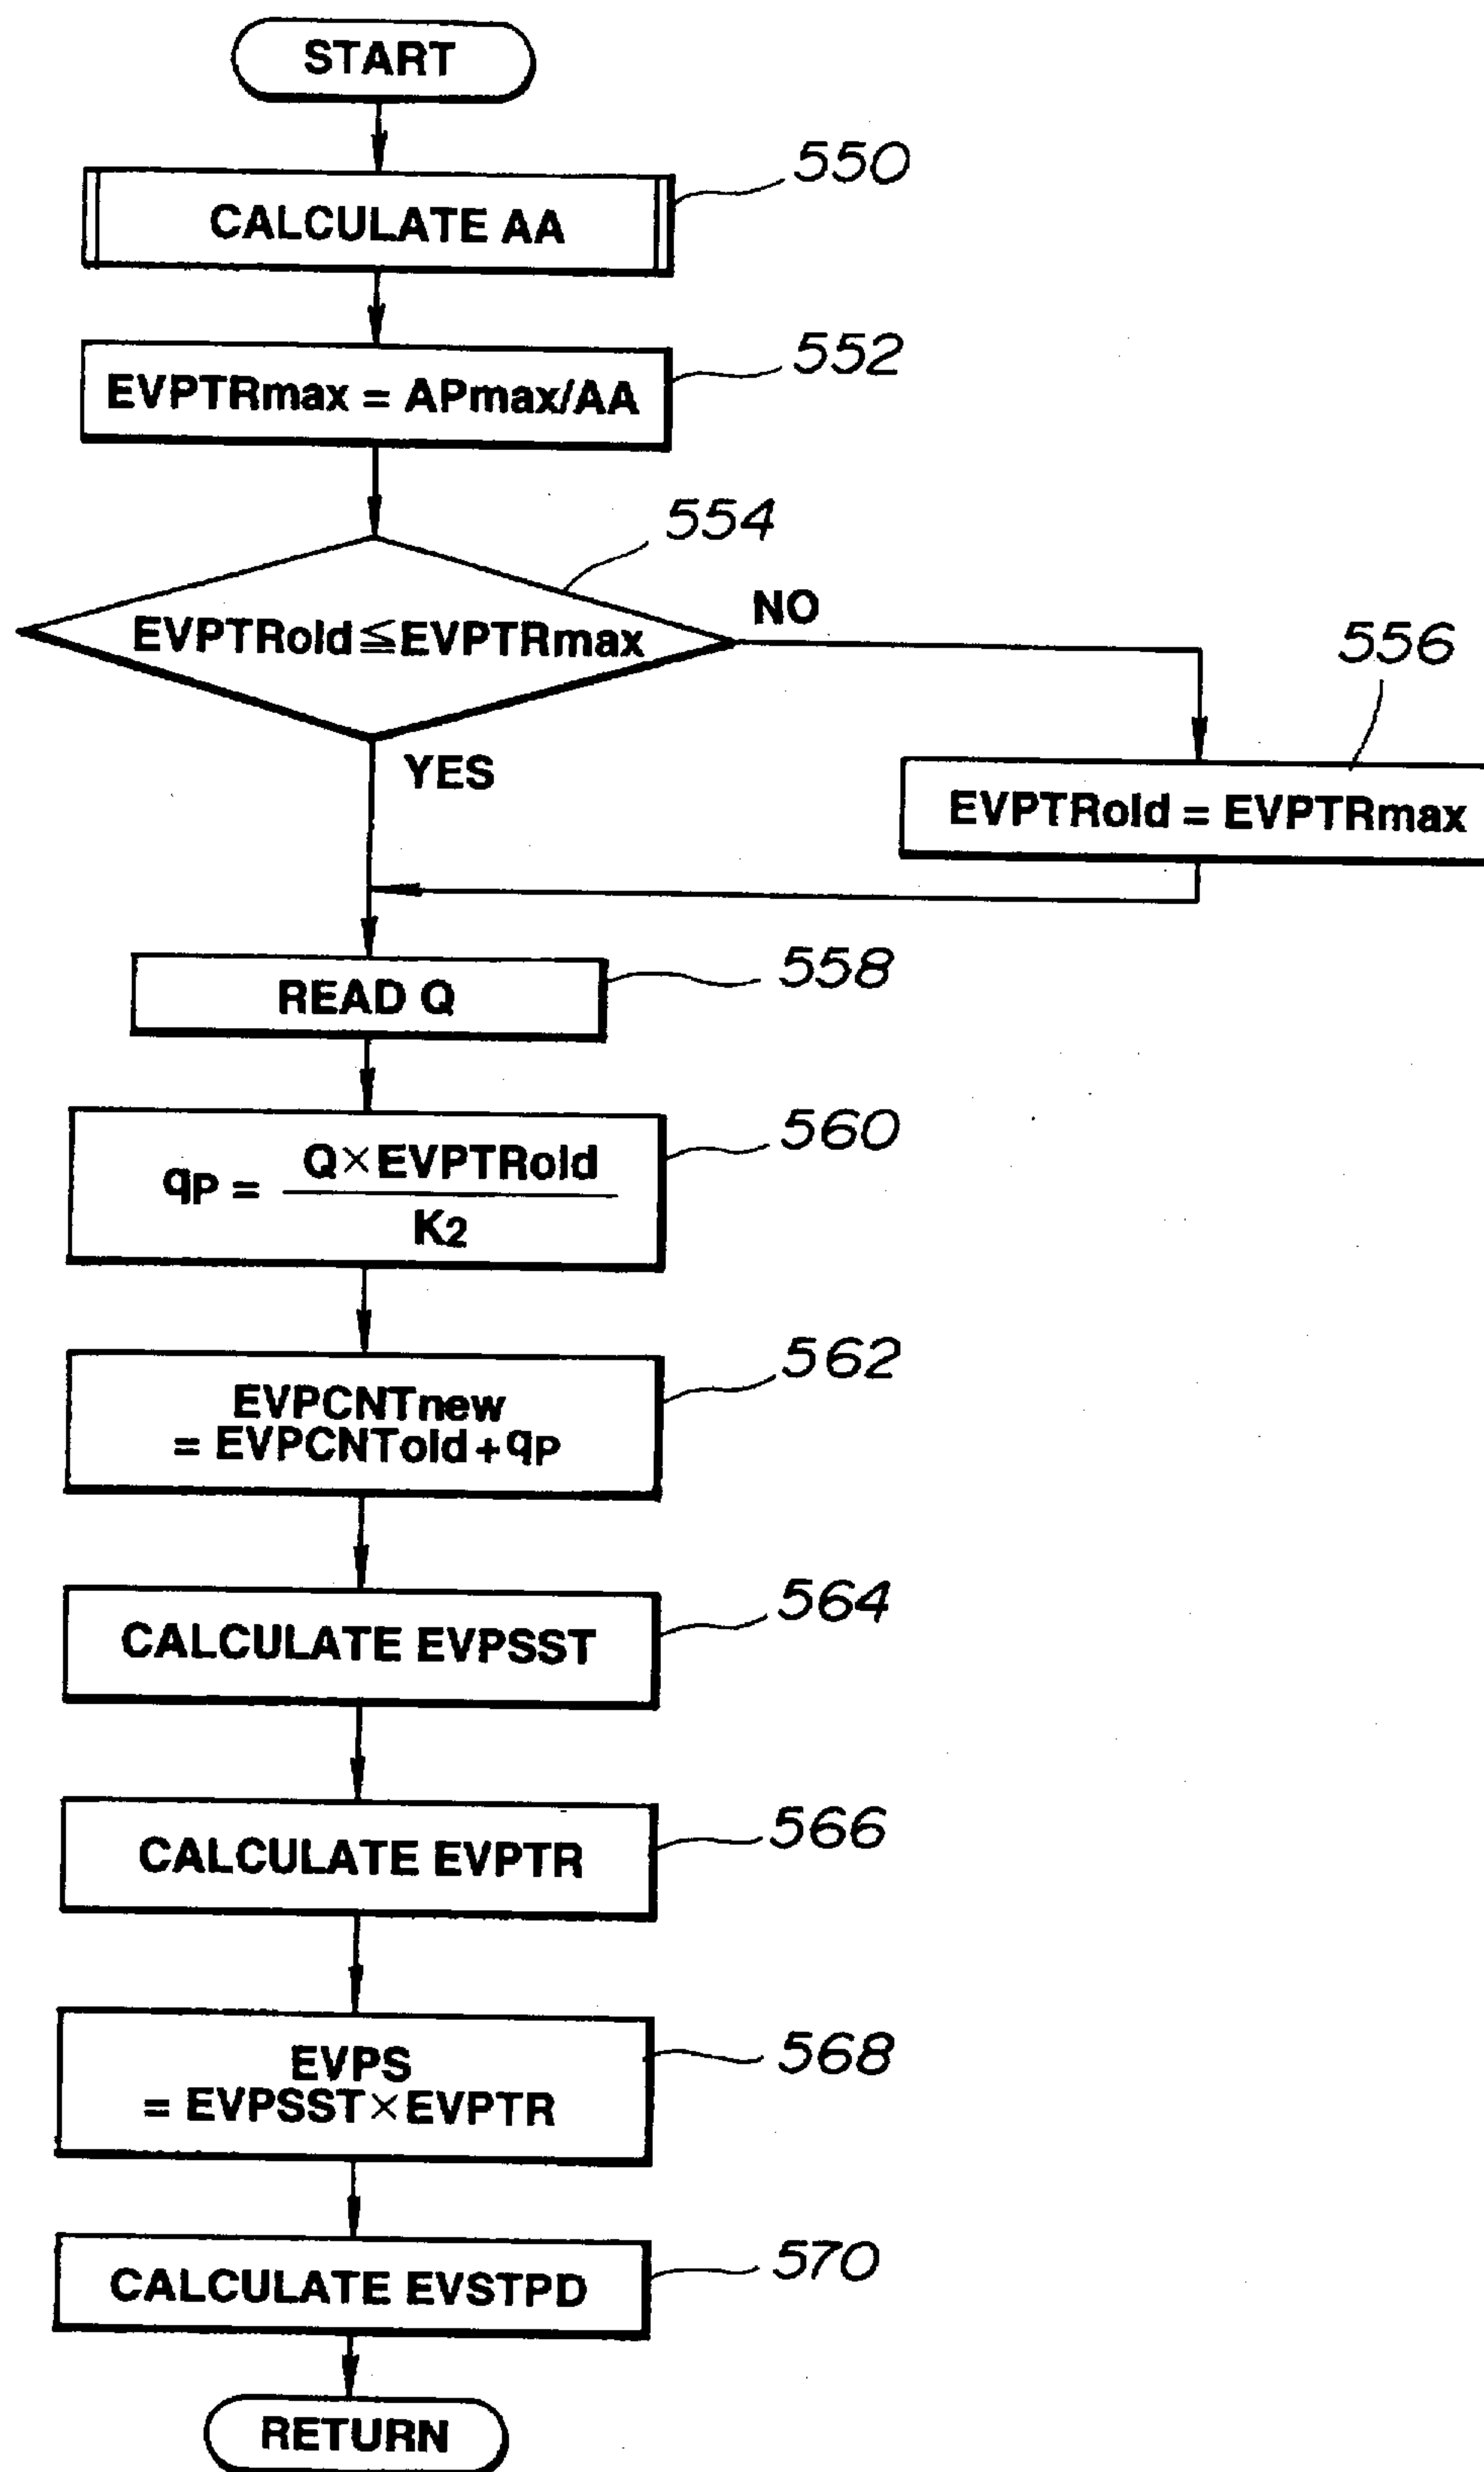 START
550
CALCULATE AA
552
EVPTRmax = APmax/AA
554
EVPTRold≦EVPTRmax
NO
YES
556
EVPTRold = EVPTRmax
558
READ Q
560
qP = Q×EVPTRold
K2
562
EVPCNTnew
= EVPCNTold+qP
564
CALCULATE EVPSST
566
CALCULATE EVPTR
568
EVPS
= EVPSST×EVPTR
570
CALCULATE EVSTPD
RETURN